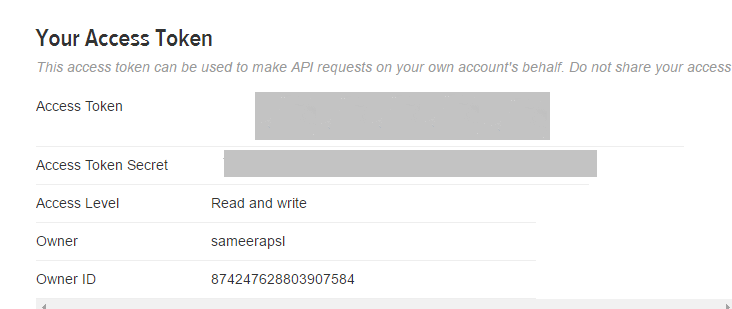 Your Access Token
This access token can be used to make API requests on your own account's behalf. Do not share your access
Access Token
Access Token Secret
Access Level Read and write
Owner sameerapsl
Owner ID 874247628803907584